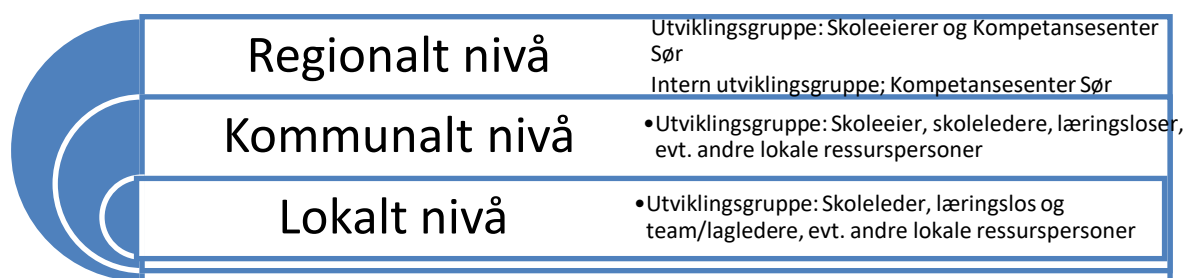 Regionalt nivå
Utviklingsgruppe: Skoleeierer og Kompetansesenter
Sør
Intern utviklingsgruppe; Kompetansesenter Sør
Kommunalt nivå
•Utviklingsgruppe: Skoleeier, skoleledere, læringsloser,
evt. andre lokale ressurspersoner
Lokalt nivå
•Utviklingsgruppe: Skoleleder, læringslos og
team/lagledere, evt. andre lokale ressurspersoner